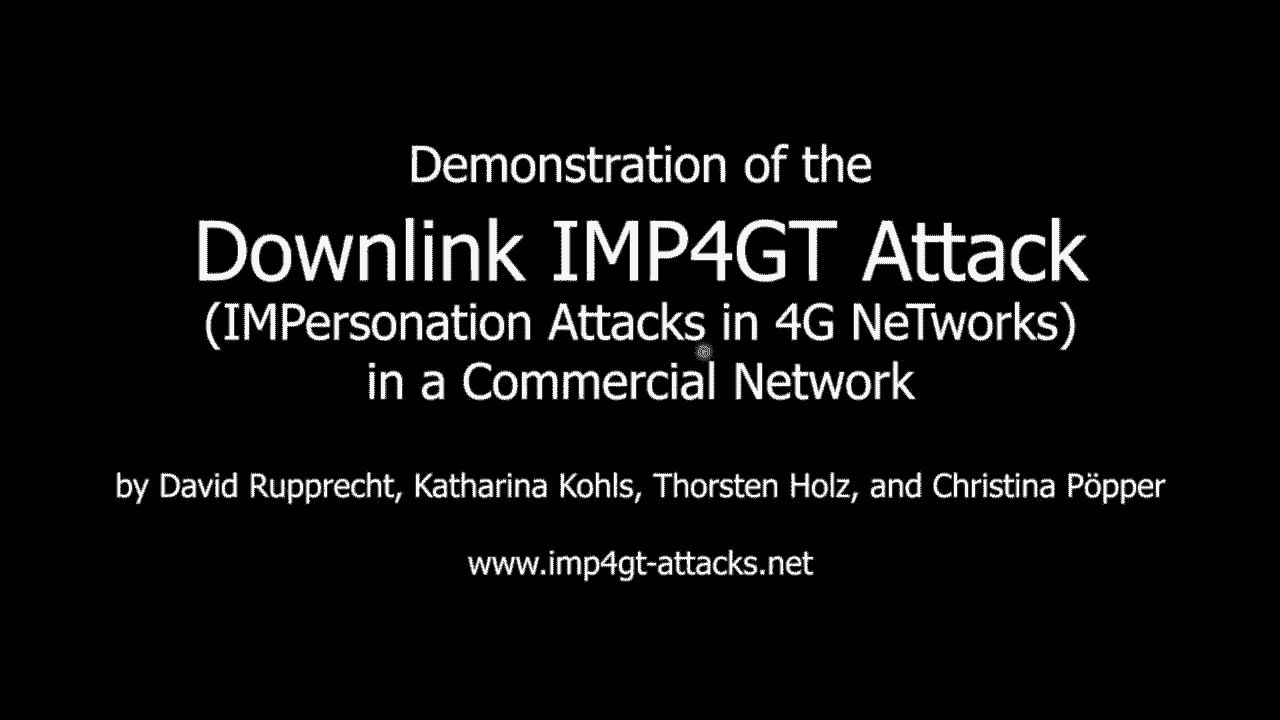 Demonstration of the
Downlink IMP4GT Attack
(IMPersonation Attacks in 4G NeTworks)
in a Commercial Network
by David Rupprecht, Katharina Kohls, Thorsten Holz, and Christina Pöpper
www.imp4gt-attacks.net